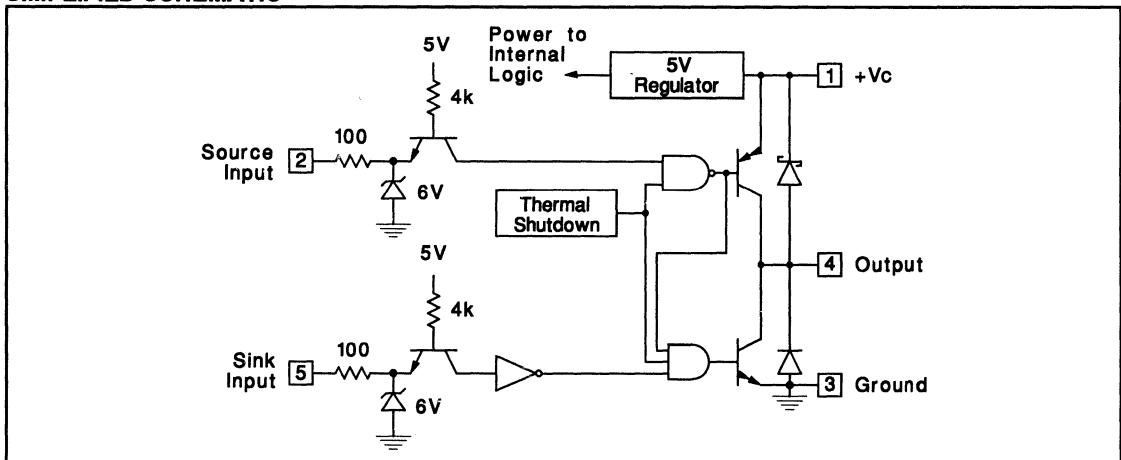 Power to
Internal
Logic
5V
Regulator
1 +Vc
5V
4k
100
Source
Input
2
6V
Thermal
Shutdown
4 Output
5V
4k
100
Sink
Input
5
6V
3 Ground